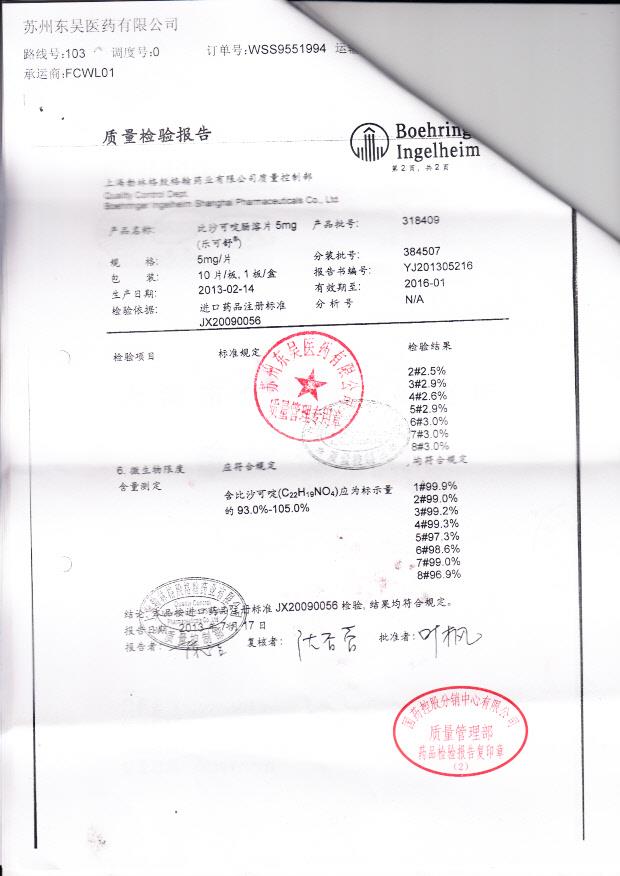 苏州东吴医药有限公司
路线号:103 调度号:0 订单号:WSS9551994
承运商:FCWL01
质量检验报告
Boehringer
Ingelheim
第2页, 共2页
上海勃林格殷格翰药业有限公司质量控制部
Quality Control Dept.
Boehringer Ingelheim Shanghai Pharmaceuticals Co., Ltd
产品名称: 比沙可啶肠溶片 5mg 产品批号: 318409
(乐可舒®)
规 格: 5mg/片 分装批号: 384507
包 装: 10 片/板, 1 板/盒 报告书编号: YJ201305216
生产日期: 2013-02-14 有效期至: 2016-01
检验依据: 进口药品注册标准 分 析 号 N/A
JX20090056
检验项目 标准规定 检验结果
2#2.5%
3#2.9%
4#2.6%
5#2.9%
6#3.0%
7#3.0%
8#3.0%
6. 微生物限度 应符合规定 均符合规定
含量测定 含比沙可啶(C22H19NO4)应为标示量 1#99.9%
的 93.0%-105.0% 2#99.0%
3#99.2%
4#99.3%
5#97.3%
6#98.6%
7#99.0%
8#96.9%
结论: 本品按进口药品注册标准 JX20090056 检验, 结果均符合规定。
报告日期: 2013 年 7 月 17 日
报告者: 复核者: 批准者: 叶枫
苏州东吴医药有限公司
质量管理专用章
国药控股分销中心有限公司
质量管理部
药品检验报告复印章
(2)